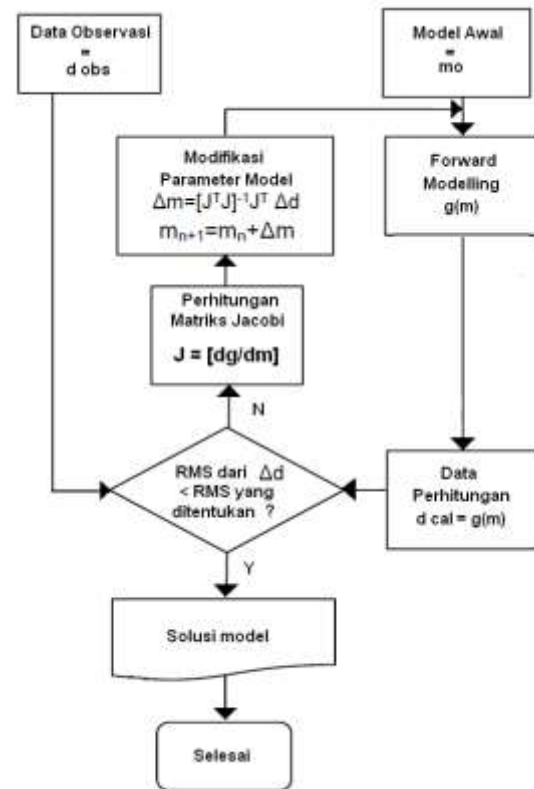 Data Observasi
=
d obs
Model Awal
=
mo
Modifikasi
Parameter Model
Δm=[JᵀJ]⁻¹Jᵀ Δd
mₙ₊₁=mₙ+Δm
Forward
Modelling
g(m)
Perhitungan
Matriks Jacobi
J = [dg/dm]
N
RMS dari Δd
< RMS yang
ditentukan ?
Data
Perhitungan
d cal = g(m)
Y
Solusi model
Selesai